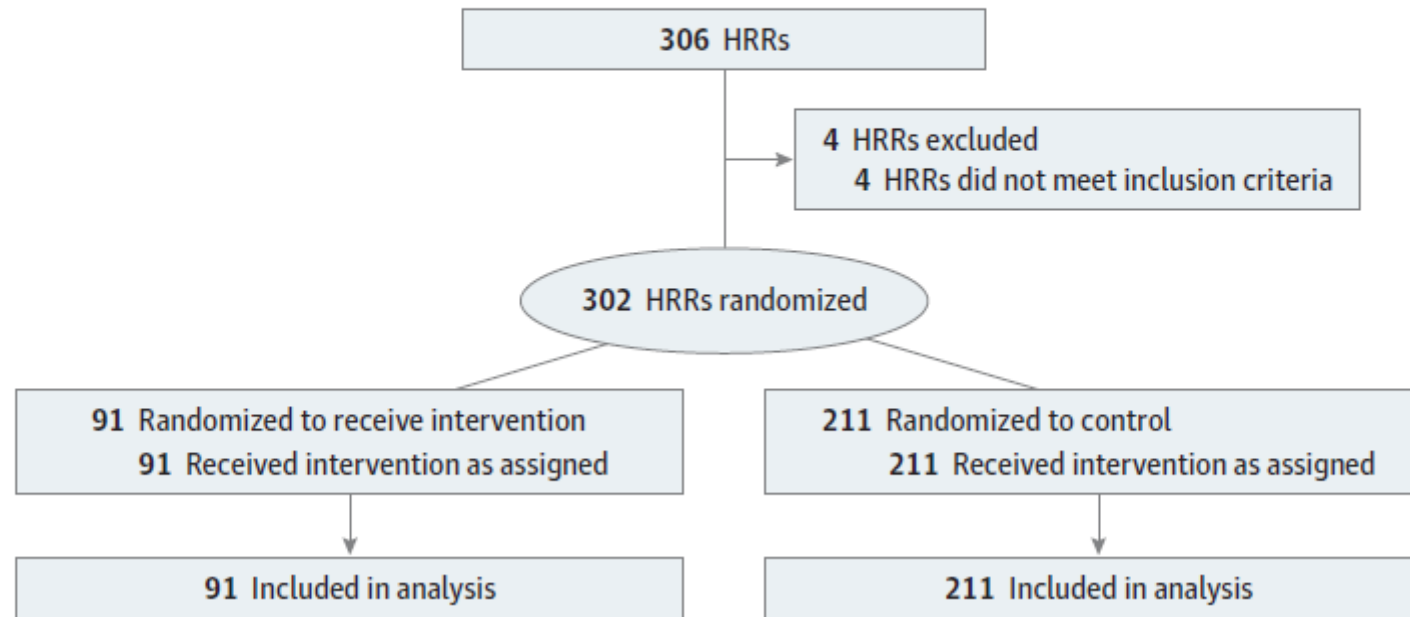 306 HRRs
4 HRRs excluded
4 HRRs did not meet inclusion criteria
302 HRRs randomized
91 Randomized to receive intervention
91 Received intervention as assigned
211 Randomized to control
211 Received intervention as assigned
91 Included in analysis
211 Included in analysis